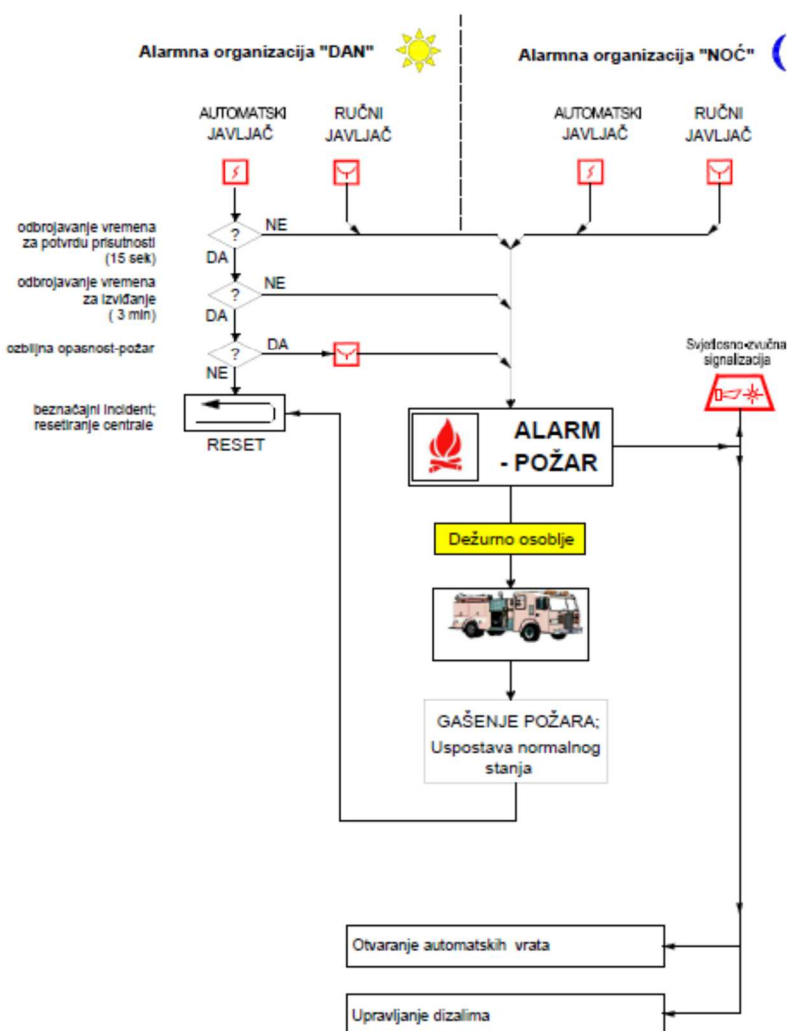 Alarmna organizacija "DAN"
Alarmna organizacija "NOĆ"
AUTOMATSKI
JAVLJAČ
RUČNI
JAVLJAČ
AUTOMATSKI
JAVLJAČ
RUČNI
JAVLJAČ
odbrojavanje vremena
za potvrdu prisutnosti
(15 sek)
?
NE
DA
odbrojavanje vremena
za izviđanje
( 3 min)
?
NE
DA
ozbiljna opasnost-požar
?
DA
NE
Svjetlosno-zvučna
signalizacija
beznačajni incident;
resetiranje centrale
RESET
ALARM
- POŽAR
Dežurno osoblje
GAŠENJE POŽARA;
Uspostava normalnog
stanja
Otvaranje automatskih vrata
Upravljanje dizalima